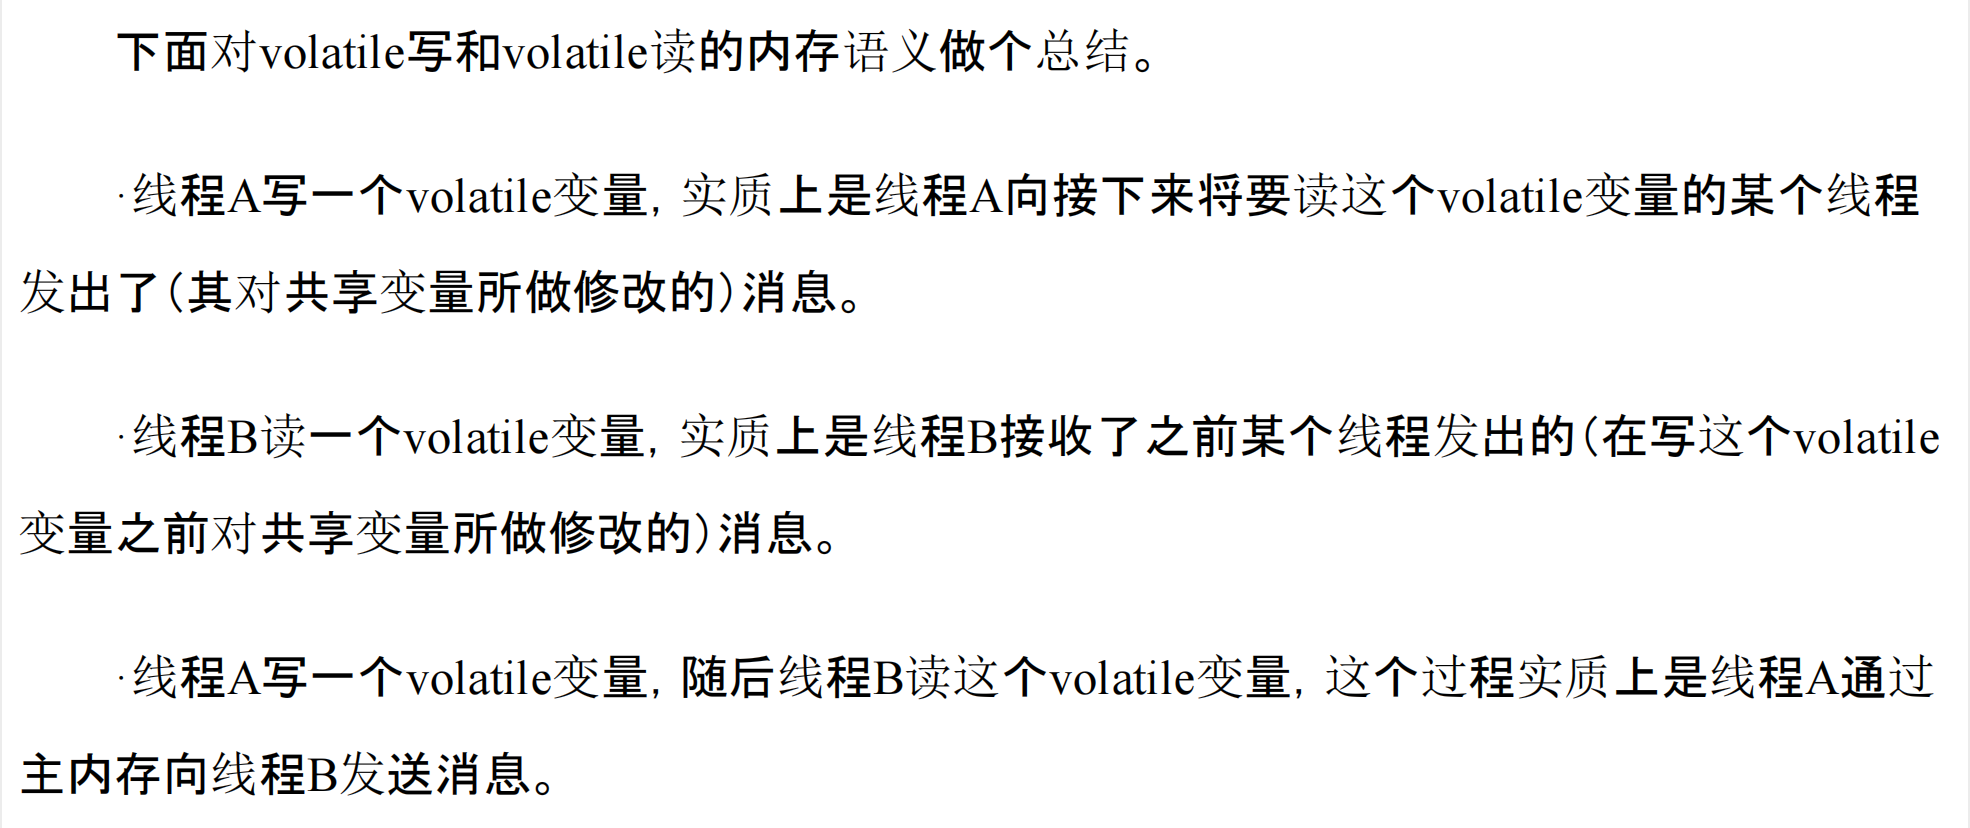 下面对volatile写和volatile读的内存语义做个总结。
·线程A写一个volatile变量, 实质上是线程A向接下来将要读这个volatile变量的某个线程
发出了(其对共享变量所做修改的)消息。
·线程B读一个volatile变量, 实质上是线程B接收了之前某个线程发出的(在写这个volatile
变量之前对共享变量所做修改的)消息。
·线程A写一个volatile变量, 随后线程B读这个volatile变量, 这个过程实质上是线程A通过
主内存向线程B发送消息。